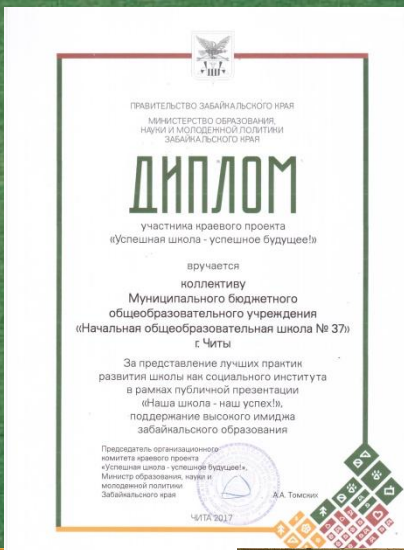 ПРАВИТЕЛЬСТВО ЗАБАЙКАЛЬСКОГО КРАЯ
МИНИСТЕРСТВО ОБРАЗОВАНИЯ,
НАУКИ И МОЛОДЕЖНОЙ ПОЛИТИКИ
ЗАБАЙКАЛЬСКОГО КРАЯ
ДИПЛОМ
участника краевого проекта
«Успешная школа - успешное будущее!»
вручается
коллективу
Муниципального бюджетного
общеобразовательного учреждения
«Начальная общеобразовательная школа № 37»
г. Читы
За представление лучших практик
развития школы как социального института
в рамках публичной презентации
«Наша школа - наш успех!»,
поддержание высокого имиджа
забайкальского образования
Председатель организационного
комитета краевого проекта
«Успешная школа - успешное будущее!»,
Министр образования, науки и
молодежной политики
Забайкальского края
А.А. Томских
ЧИТА 2017